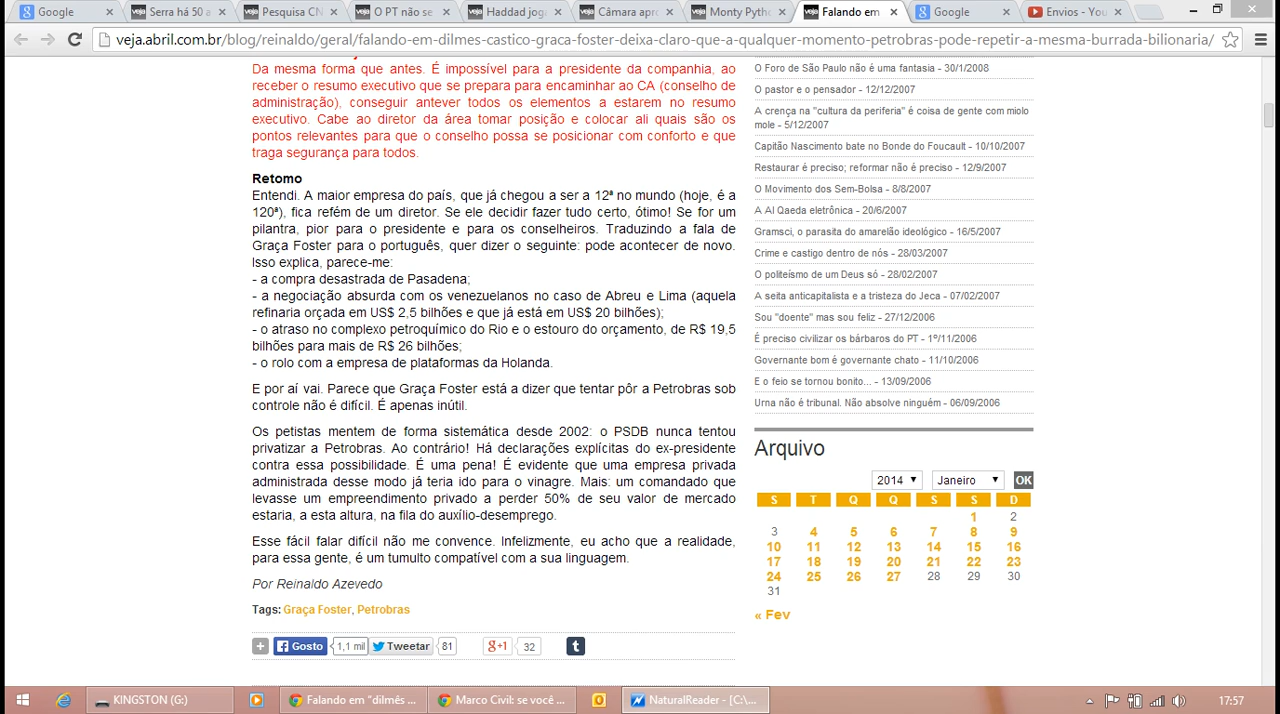 Google
Serra há 50 a
Pesquisa CN
O PT não se
Haddad jogi
Câmara apro
Monty Pyth
Falando em
Google
Envios - You
veja.abril.com.br/blog/reinaldo/geral/falando-em-dilmes-castico-graca-foster-deixa-claro-que-a-qualquer-momento-petrobras-pode-repetir-a-mesma-burrada-bilionaria/
Da mesma forma que antes. É impossível para a presidente da companhia, ao
receber o resumo executivo que se prepara para encaminhar ao CA (conselho de
administração), conseguir antever todos os elementos a estarem no resumo
executivo. Cabe ao diretor da área tomar posição e colocar ali quais são os
pontos relevantes para que o conselho possa se posicionar com conforto e que
traga segurança para todos.
Retomo
Entendi. A maior empresa do país, que já chegou a ser a 12ª no mundo (hoje, é a
120ª), fica refém de um diretor. Se ele decidir fazer tudo certo, ótimo! Se for um
pilantra, pior para o presidente e para os conselheiros. Traduzindo a fala de
Graça Foster para o português, quer dizer o seguinte: pode acontecer de novo.
Isso explica, parece-me:
- a compra desastrada de Pasadena;
- a negociação absurda com os venezuelanos no caso de Abreu e Lima (aquela
refinaria orçada em US$ 2,5 bilhões e que já está em US$ 20 bilhões);
- o atraso no complexo petroquímico do Rio e o estouro do orçamento, de R$ 19,5
bilhões para mais de R$ 26 bilhões;
- o rolo com a empresa de plataformas da Holanda.
E por aí vai. Parece que Graça Foster está a dizer que tentar pôr a Petrobras sob
controle não é difícil. É apenas inútil.
Os petistas mentem de forma sistemática desde 2002: o PSDB nunca tentou
privatizar a Petrobras. Ao contrário! Há declarações explícitas do ex-presidente
contra essa possibilidade. É uma pena! É evidente que uma empresa privada
administrada desse modo já teria ido para o vinagre. Mais: um comandado que
levasse um empreendimento privado a perder 50% de seu valor de mercado
estaria, a esta altura, na fila do auxílio-desemprego.
Esse fácil falar difícil não me convence. Infelizmente, eu acho que a realidade,
para essa gente, é um tumulto compatível com a sua linguagem.
Por Reinaldo Azevedo
Tags: Graça Foster, Petrobras
Gosto 1,1 mil Tweetar 81 g+1 32 t
O Foro de São Paulo não é uma fantasia - 30/1/2008
O pastor e o pensador - 12/12/2007
A crença na "cultura da periferia" é coisa de gente com miolo
mole - 5/12/2007
Capitão Nascimento bate no Bonde do Foucault - 10/10/2007
Restaurar é preciso; reformar não é preciso - 12/9/2007
O Movimento dos Sem-Bolsa - 8/8/2007
A Al Qaeda eletrônica - 20/6/2007
Gramsci, o parasita do amarelão ideológico - 16/5/2007
Crime e castigo dentro de nós - 28/03/2007
O politeísmo de um Deus só - 28/02/2007
A seita anticapitalista e a tristeza do Jeca - 07/02/2007
Sou "doente" mas sou feliz - 27/12/2006
É preciso civilizar os bárbaros do PT - 1º/11/2006
Governante bom é governante chato - 11/10/2006
E o feio se tornou bonito... - 13/09/2006
Urna não é tribunal. Não absolve ninguém - 06/09/2006
Arquivo
2014 Janeiro OK
S T Q Q S S D
1 2
3 4 5 6 7 8 9
10 11 12 13 14 15 16
17 18 19 20 21 22 23
24 25 26 27 28 29 30
31
« Fev
KINGSTON (G:)
Falando em "dilmês ...
Marco Civil: se você ...
NaturalReader - [C:\...
17:57